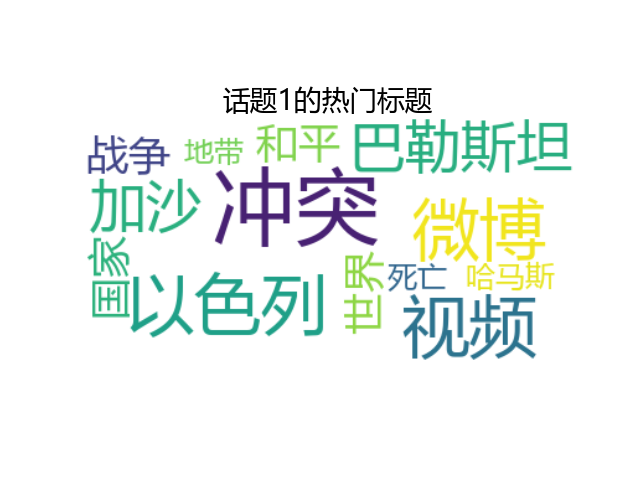 话题1的热门标题
战争
地带
和平
巴勒斯坦
加沙
冲突
微博
国家
以色列
世界
死亡
哈马斯
视频